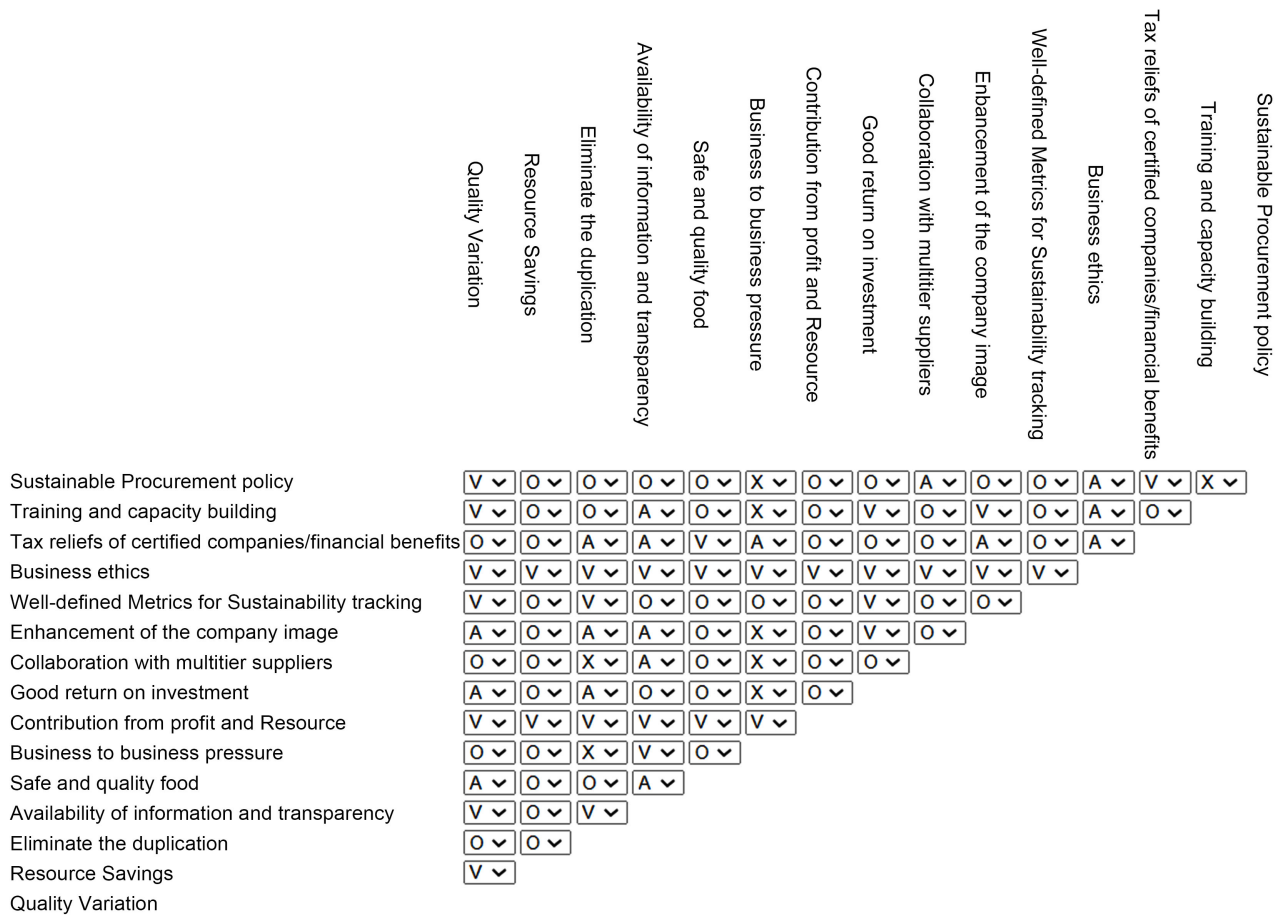 Quality Variation
Resource Savings
Eliminate the duplication
Availability of information and transparency
Safe and quality food
Business to business pressure
Contribution from profit and Resource
Good return on investment
Collaboration with multitier suppliers
Enbancement of the company image
Well-defined Metrics for Sustainability tracking
Business ethics
Tax reliefs of certified companies/financial benefits
Training and capacity building
Sustainable Procurement policy
Sustainable Procurement policy V O O O O X O O A O O A V X
Training and capacity building V O O A O X O V O V O A O
Tax reliefs of certified companies/financial benefits O O A A V A O O O A O A
Business ethics V V V V V V V V V V V
Well-defined Metrics for Sustainability tracking V O V O O O O V O O
Enhancement of the company image A O A A O X O V O
Collaboration with multitier suppliers O O X A O X O O
Good return on investment A O A O O X O
Contribution from profit and Resource V V V V V V
Business to business pressure O O X V O
Safe and quality food A O O A
Availability of information and transparency V O V
Eliminate the duplication O O
Resource Savings V
Quality Variation